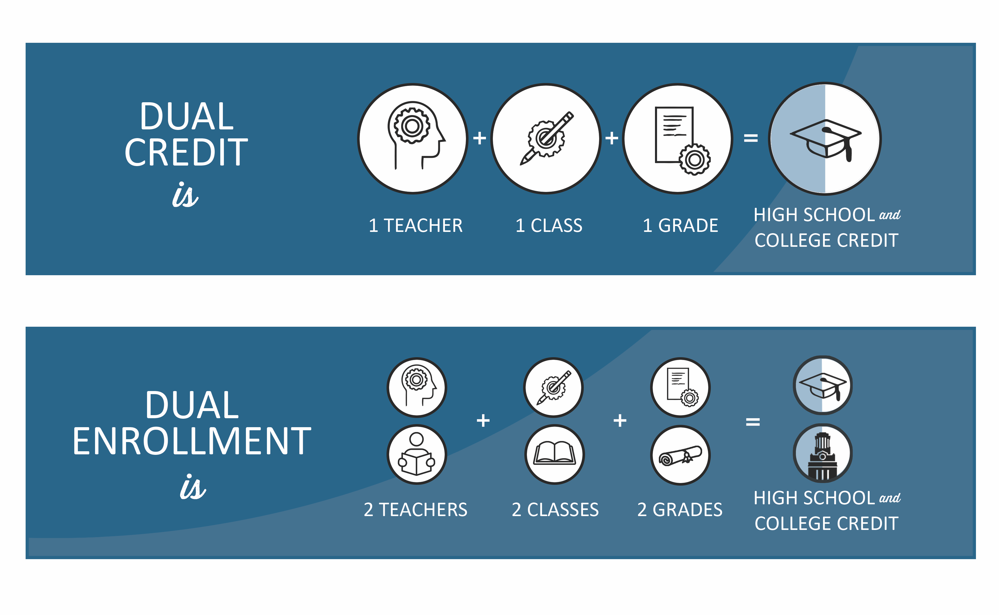 DUAL
CREDIT
is
+ + =
1 TEACHER 1 CLASS 1 GRADE HIGH SCHOOL and
COLLEGE CREDIT
DUAL
ENROLLMENT
is
+ + =
2 TEACHERS 2 CLASSES 2 GRADES HIGH SCHOOL and
COLLEGE CREDIT